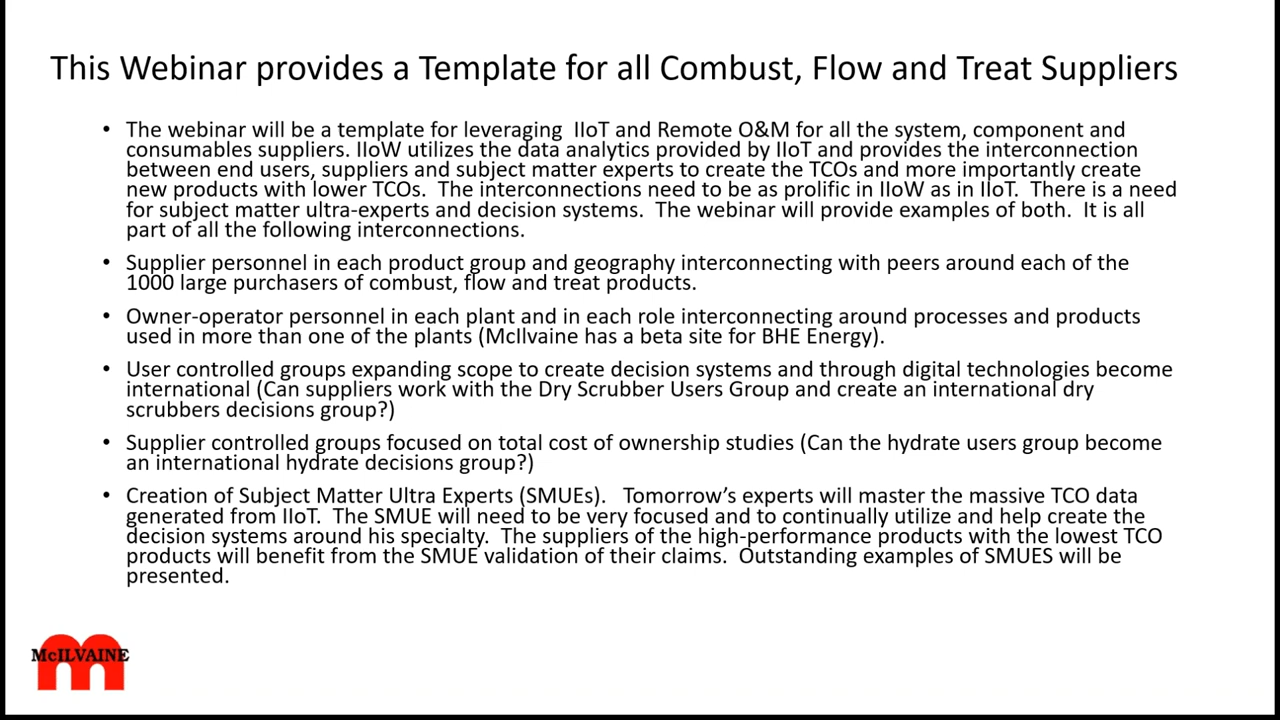 This Webinar provides a Template for all Combust, Flow and Treat Suppliers
• The webinar will be a template for leveraging  IIoT and Remote O&M for all the system, component and
consumables suppliers. IIoW utilizes the data analytics provided by IIoT and provides the interconnection
between end users, suppliers and subject matter experts to create the TCOs and more importantly create
new products with lower TCOs.  The interconnections need to be as prolific in IIoW as in IIoT.  There is a need
for subject matter ultra-experts and decision systems.  The webinar will provide examples of both.  It is all
part of all the following interconnections.
• Supplier personnel in each product group and geography interconnecting with peers around each of the
1000 large purchasers of combust, flow and treat products.
• Owner-operator personnel in each plant and in each role interconnecting around processes and products
used in more than one of the plants (McIlvaine has a beta site for BHE Energy).
• User controlled groups expanding scope to create decision systems and through digital technologies become
international (Can suppliers work with the Dry Scrubber Users Group and create an international dry
scrubbers decisions group?)
• Supplier controlled groups focused on total cost of ownership studies (Can the hydrate users group become
an international hydrate decisions group?)
• Creation of Subject Matter Ultra Experts (SMUEs).   Tomorrow’s experts will master the massive TCO data
generated from IIoT.  The SMUE will need to be very focused and to continually utilize and help create the
decision systems around his specialty.  The suppliers of the high-performance products with the lowest TCO
products will benefit from the SMUE validation of their claims.  Outstanding examples of SMUES will be
presented.
McILVAINE